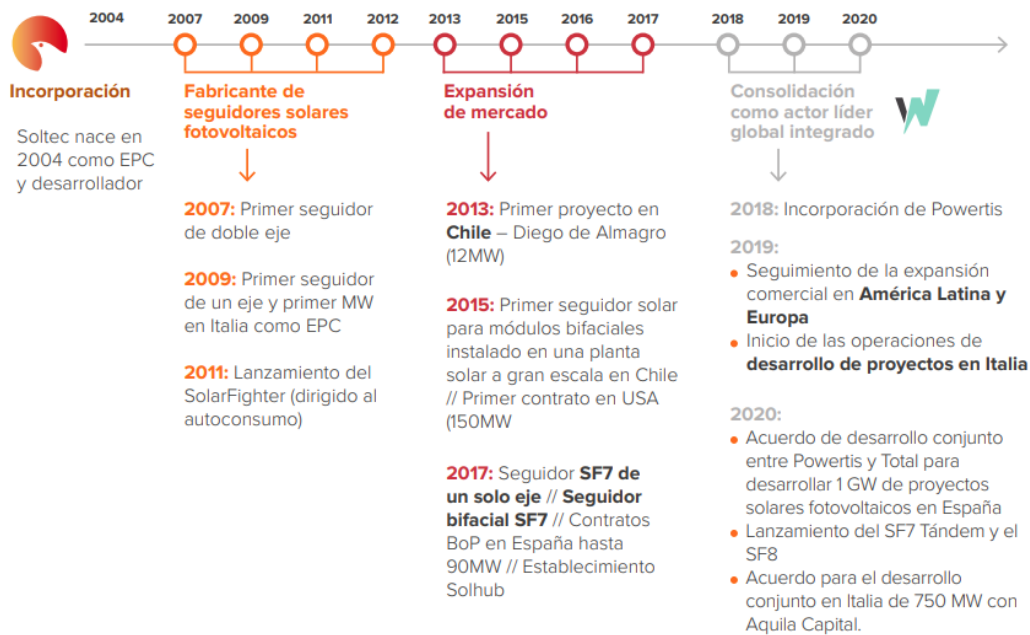 2004
2007
2009
2011
2012
2013
2015
2016
2017
2018
2019
2020
Incorporación
Soltec nace en
2004 como EPC
y desarrollador
Fabricante de
seguidores solares
fotovoltaicos
2007: Primer seguidor
de doble eje
2009: Primer seguidor
de un eje y primer MW
en Italia como EPC
2011: Lanzamiento del
SolarFighter (dirigido al
autoconsumo)
Expansión
de mercado
2013: Primer proyecto en
Chile – Diego de Almagro
(12MW)
2015: Primer seguidor solar
para módulos bifaciales
instalado en una planta
solar a gran escala en Chile
// Primer contrato en USA
(150MW
2017: Seguidor SF7 de
un solo eje // Seguidor
bifacial SF7 // Contratos
BoP en España hasta
90MW // Establecimiento
Solhub
Consolidación
como actor líder
global integrado
2018: Incorporación de Powertis
2019:
• Seguimiento de la expansión
comercial en América Latina y
Europa
• Inicio de las operaciones de
desarrollo de proyectos en Italia
2020:
• Acuerdo de desarrollo conjunto
entre Powertis y Total para
desarrollar 1 GW de proyectos
solares fotovoltaicos en España
• Lanzamiento del SF7 Tándem y el
SF8
• Acuerdo para el desarrollo
conjunto en Italia de 750 MW con
Aquila Capital.